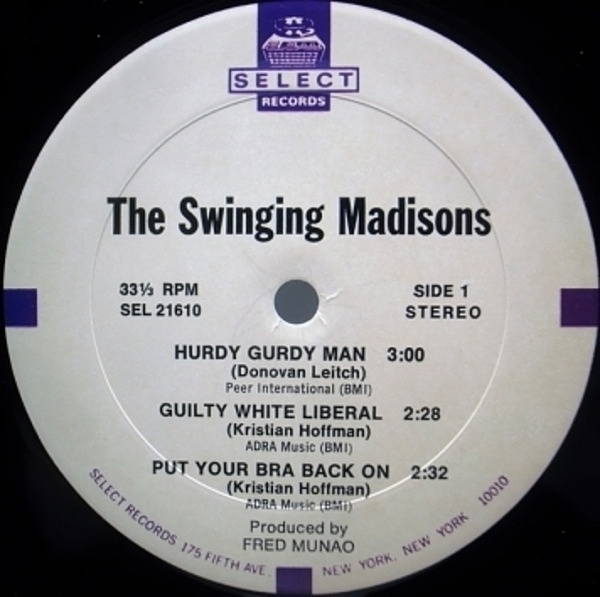 SELECT
RECORDS
The Swinging Madisons
33⅓ RPM
SEL 21610
SIDE 1
STEREO
HURDY GURDY MAN 3:00
(Donovan Leitch)
Peer International (BMI)
GUILTY WHITE LIBERAL 2:28
(Kristian Hoffman)
ADRA Music (BMI)
PUT YOUR BRA BACK ON 2:32
(Kristian Hoffman)
ADRA Music (BMI)
Produced by
FRED MUNAO
SELECT RECORDS 175 FIFTH AVE. NEW YORK, NEW YORK 10010